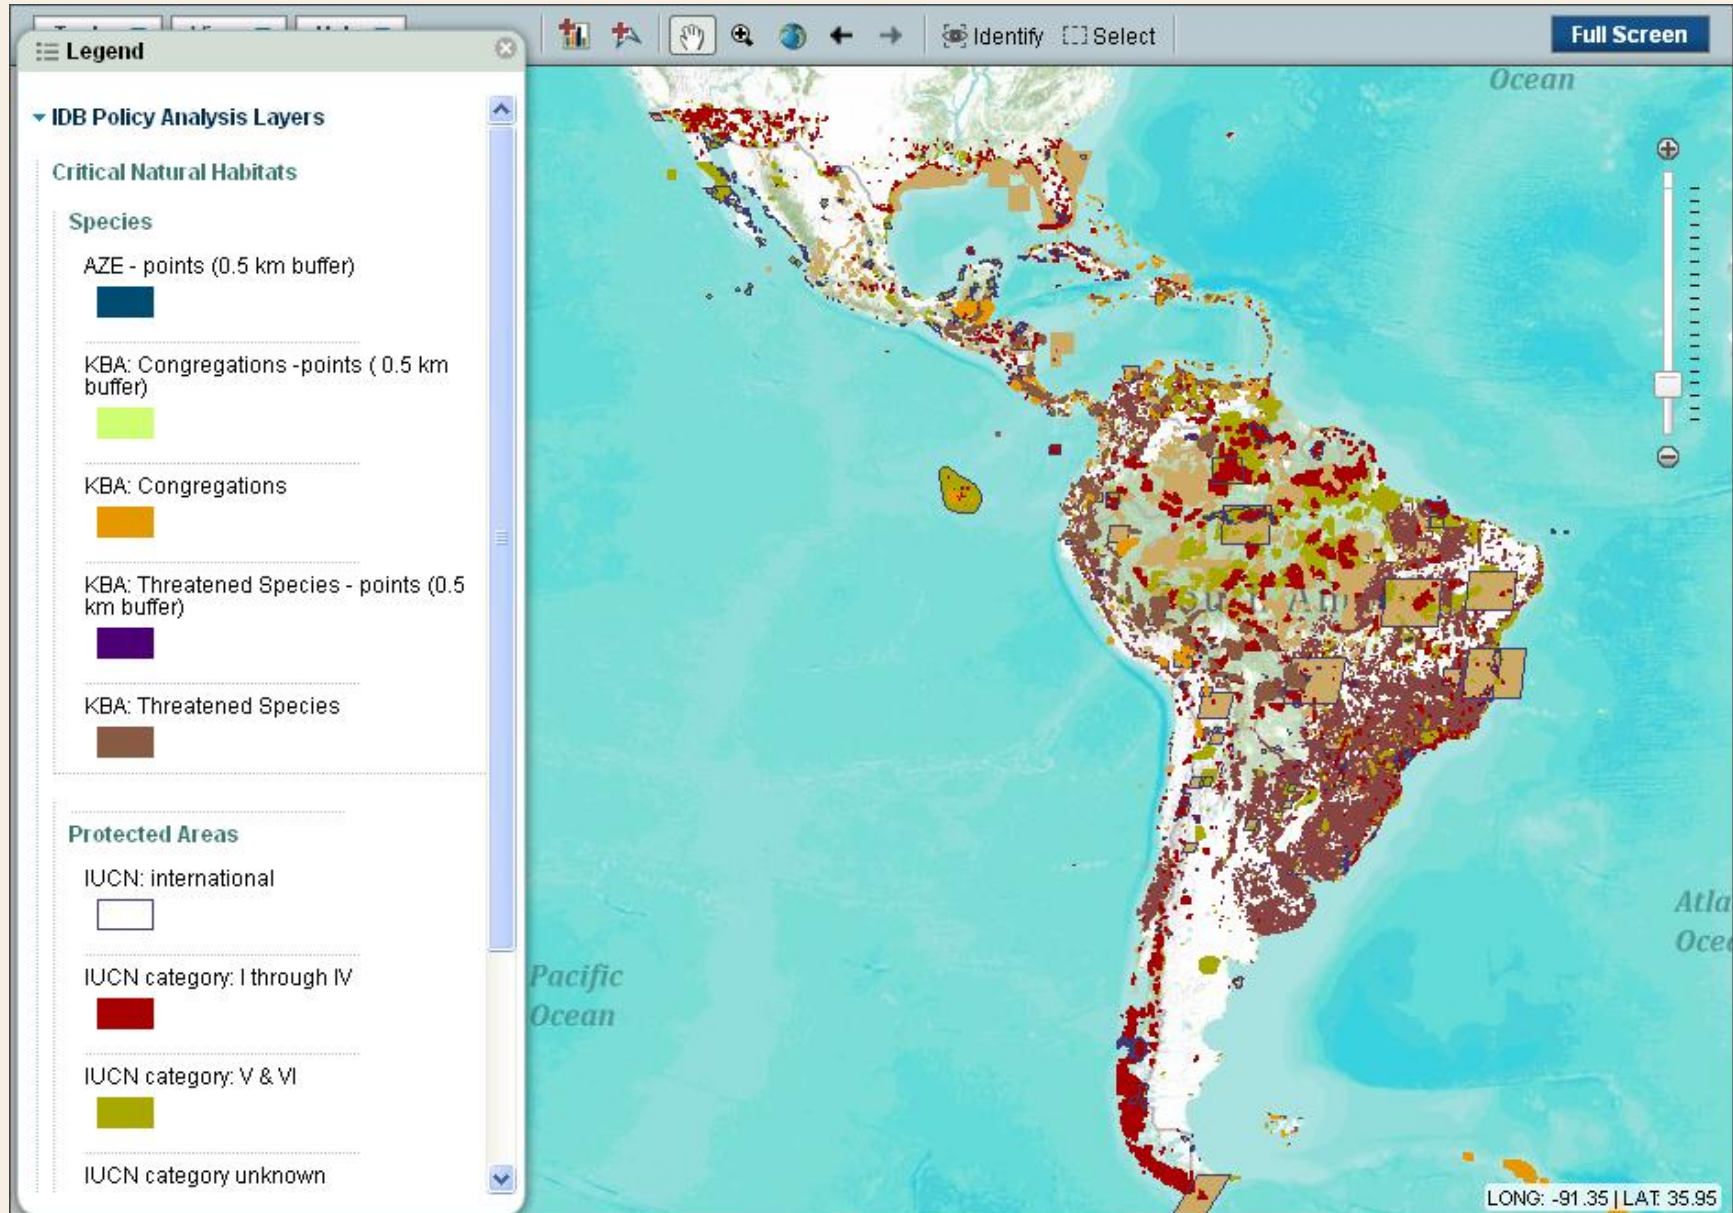 Identify
Select
Full Screen
Legend
IDB Policy Analysis Layers
Critical Natural Habitats
Species
AZE - points (0.5 km buffer)
KBA: Congregations -points ( 0.5 km
buffer)
KBA: Congregations
KBA: Threatened Species - points (0.5
km buffer)
KBA: Threatened Species
Protected Areas
IUCN: international
IUCN category: I through IV
IUCN category: V & VI
IUCN category unknown
Ocean
Pacific
Ocean
Atla
Oce
LONG: -91.35 | LAT: 35.95